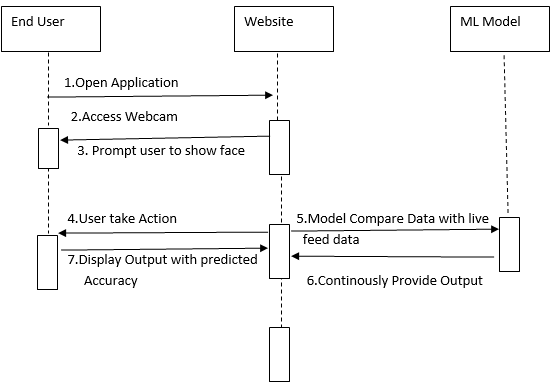 End User
Website
ML Model
1.Open Application
2.Access Webcam
3. Prompt user to show face
4.User take Action
5.Model Compare Data with live
feed data
7.Display Output with predicted
Accuracy
6.Continously Provide Output